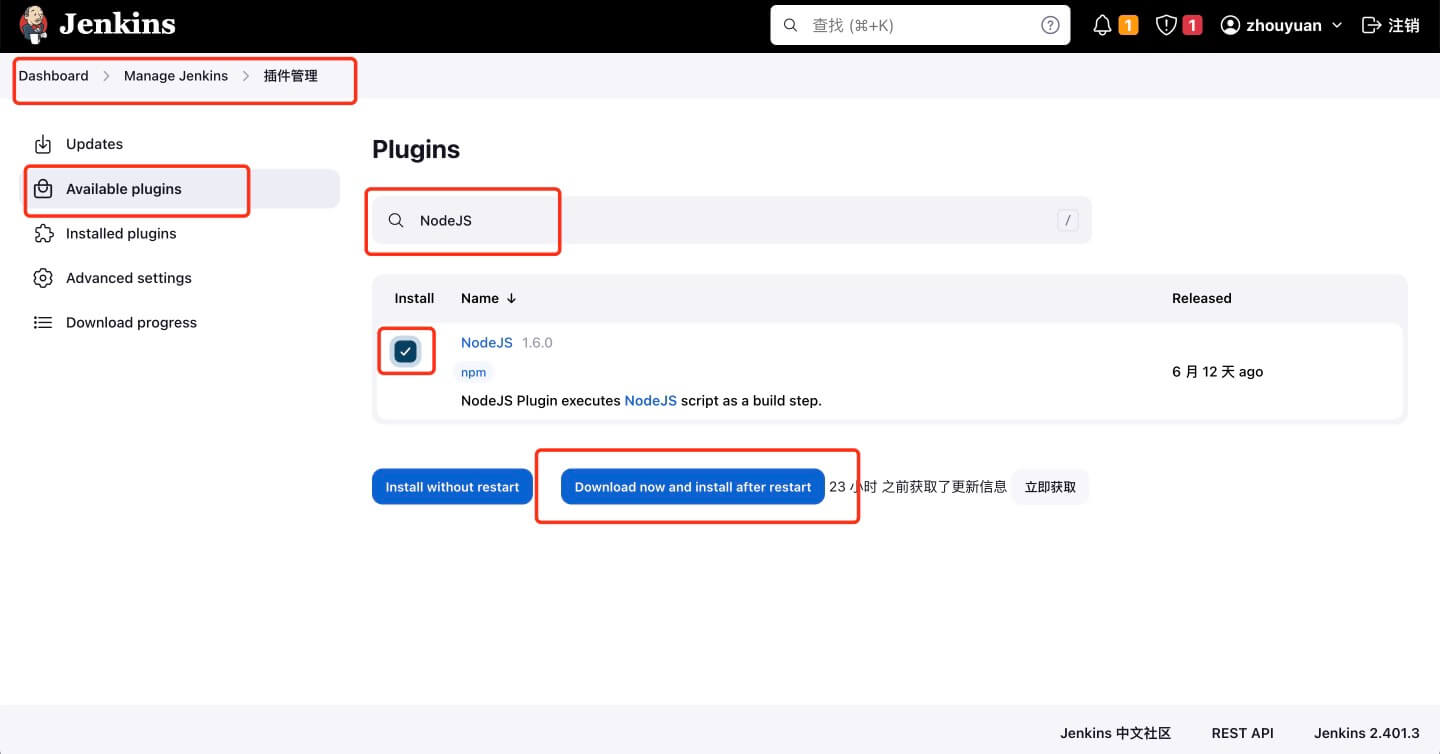 Jenkins
查找 (⌘+K)
1
1
zhouyuan
注销
Dashboard
Manage Jenkins
插件管理
Updates
Available plugins
Installed plugins
Advanced settings
Download progress
Plugins
NodeJS
/
Install
Name ↓
Released
NodeJS 1.6.0
npm
NodeJS Plugin executes NodeJS script as a build step.
6 月 12 天 ago
Install without restart
Download now and install after restart
23 小时 之前获取了更新信息
立即获取
Jenkins 中文社区
REST API
Jenkins 2.401.3